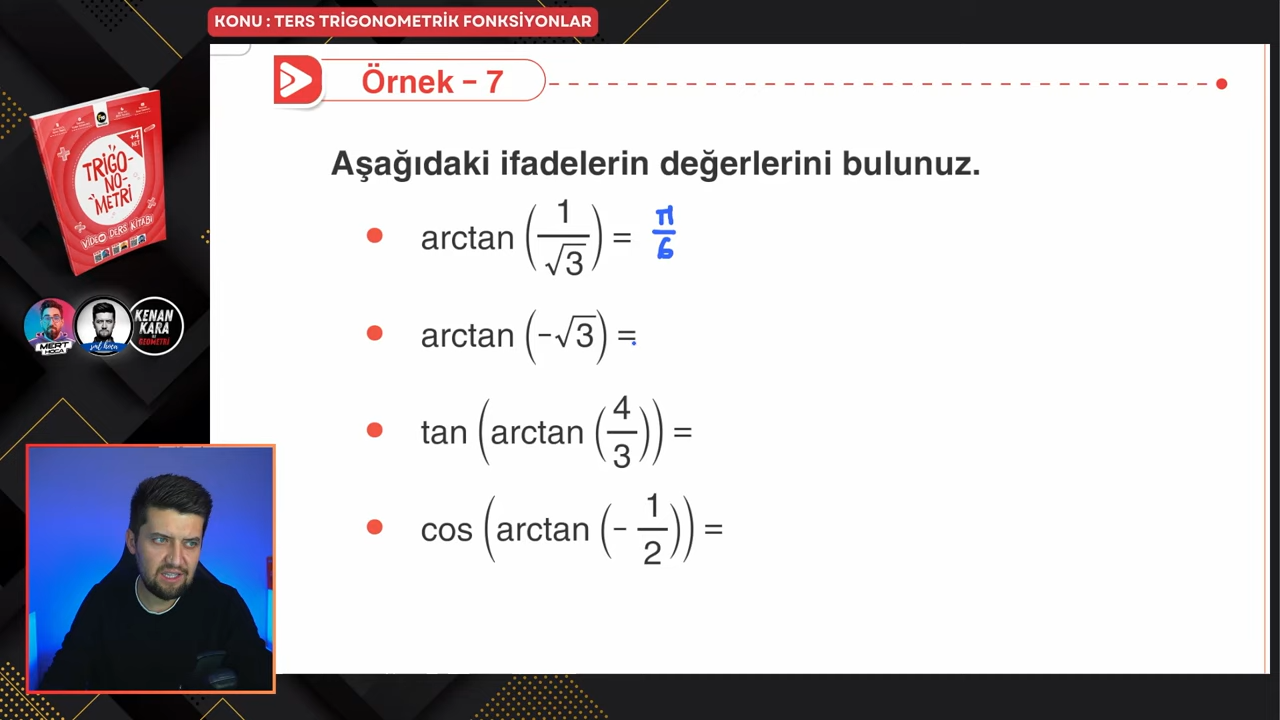 KONU : TERS TRİGONOMETRİK FONKSİYONLAR
Örnek – 7
Aşağıdaki ifadelerin değerlerini bulunuz.
• arctan (1/√3) = π/6
• arctan (−√3) =
• tan (arctan (4/3)) =
• cos (arctan (− 1/2)) =
+4 NET
TRİGO-
NO-
METRİ
VİDEO DERS KİTABI
MERT
HOCA
KENAN
KARA
GEOMETRİ